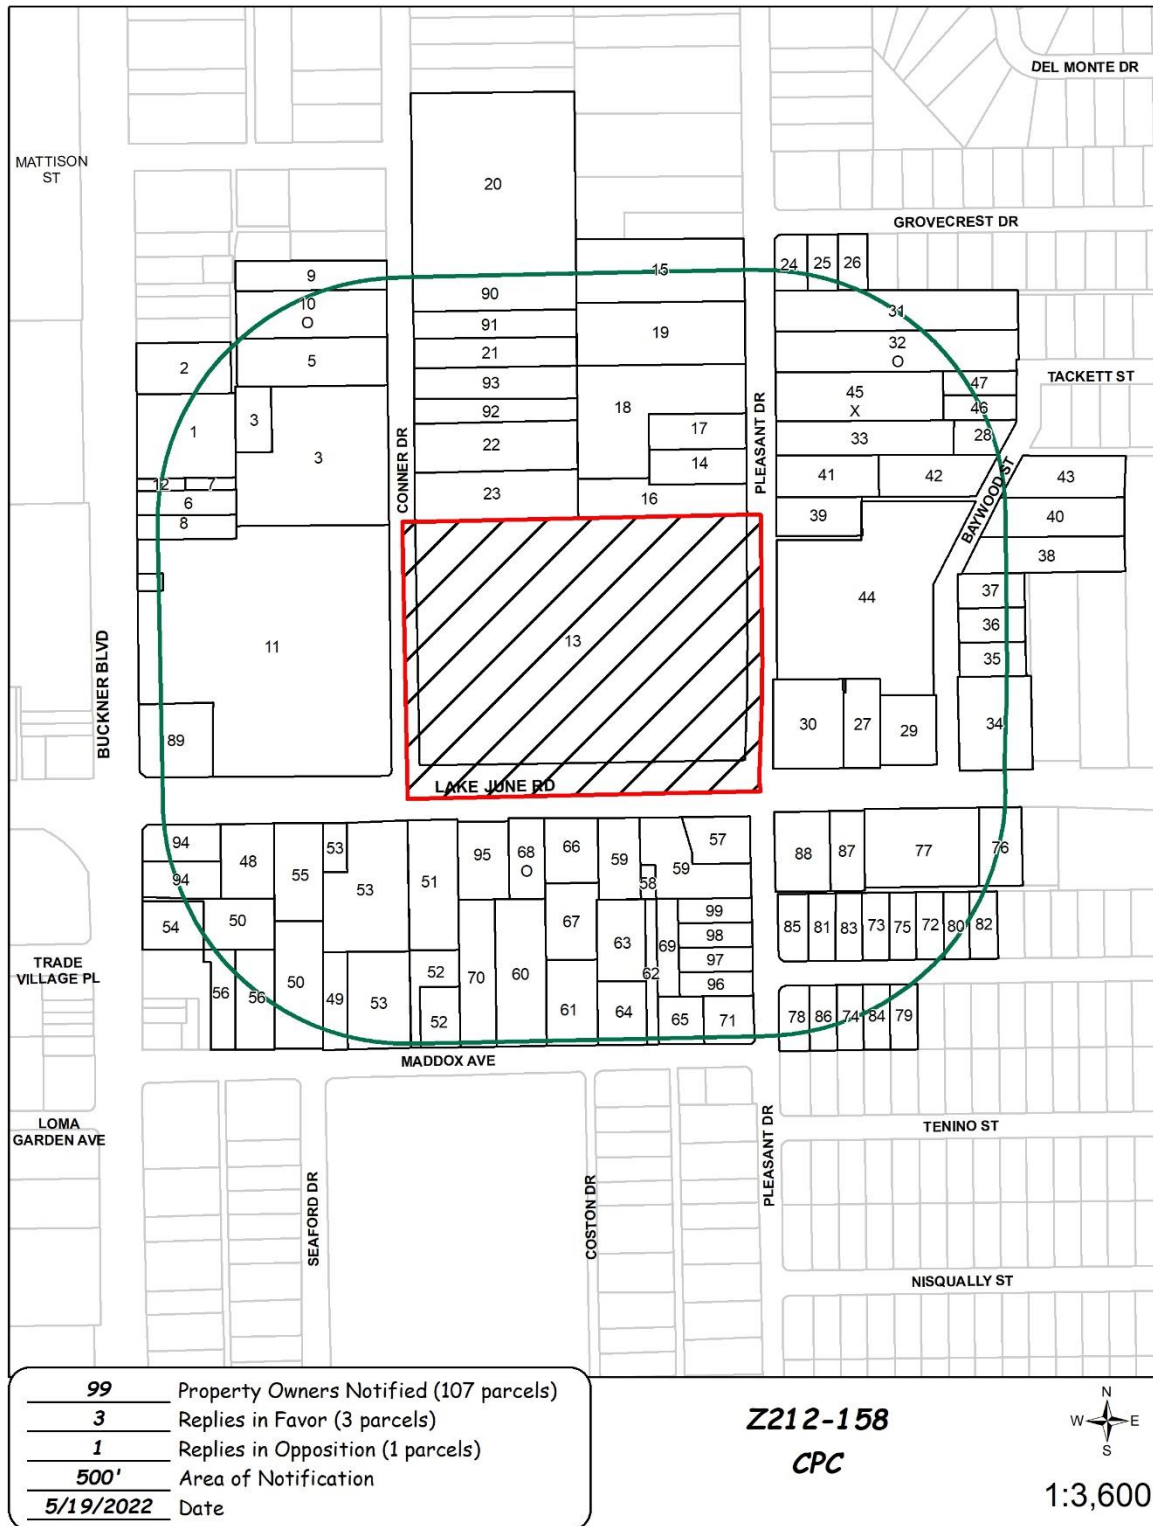 DEL MONTE DR
MATTISON
ST
20
GROVECREST DR
24 25 26
9
15
90
31
10
O
91
19
32
O
21
5
2
93
47
TACKETT ST
45
X
46
18
92
3
1
17
33
28
22
3
14
CONNER DR
PLEASANT DR
41
42
43
12 7
23
16
6
39
40
8
BAYWOOD ST
38
37
44
36
13
11
35
BUCKNER BLVD
30 27 29
34
89
LAKE JUNE RD
94
53
95
68
O
66
57
48
55
59
59
88 87
77
76
94
53
51
58
54
50
67
99
85 81 83 73 75 72 80 82
98
63
69
TRADE
VILLAGE PL
52
97
62
56 56 50
49
53
70
60
96
52
61
64
65 71
78 86 74 84 79
MADDOX AVE
LOMA
GARDEN AVE
TENINO ST
PLEASANT DR
SEAFORD DR
COSTON DR
NISQUALLY ST
99 Property Owners Notified (107 parcels)
3 Replies in Favor (3 parcels)
1 Replies in Opposition (1 parcels)
500' Area of Notification
5/19/2022 Date
Z212-158
CPC
N
W E
S
1:3,600